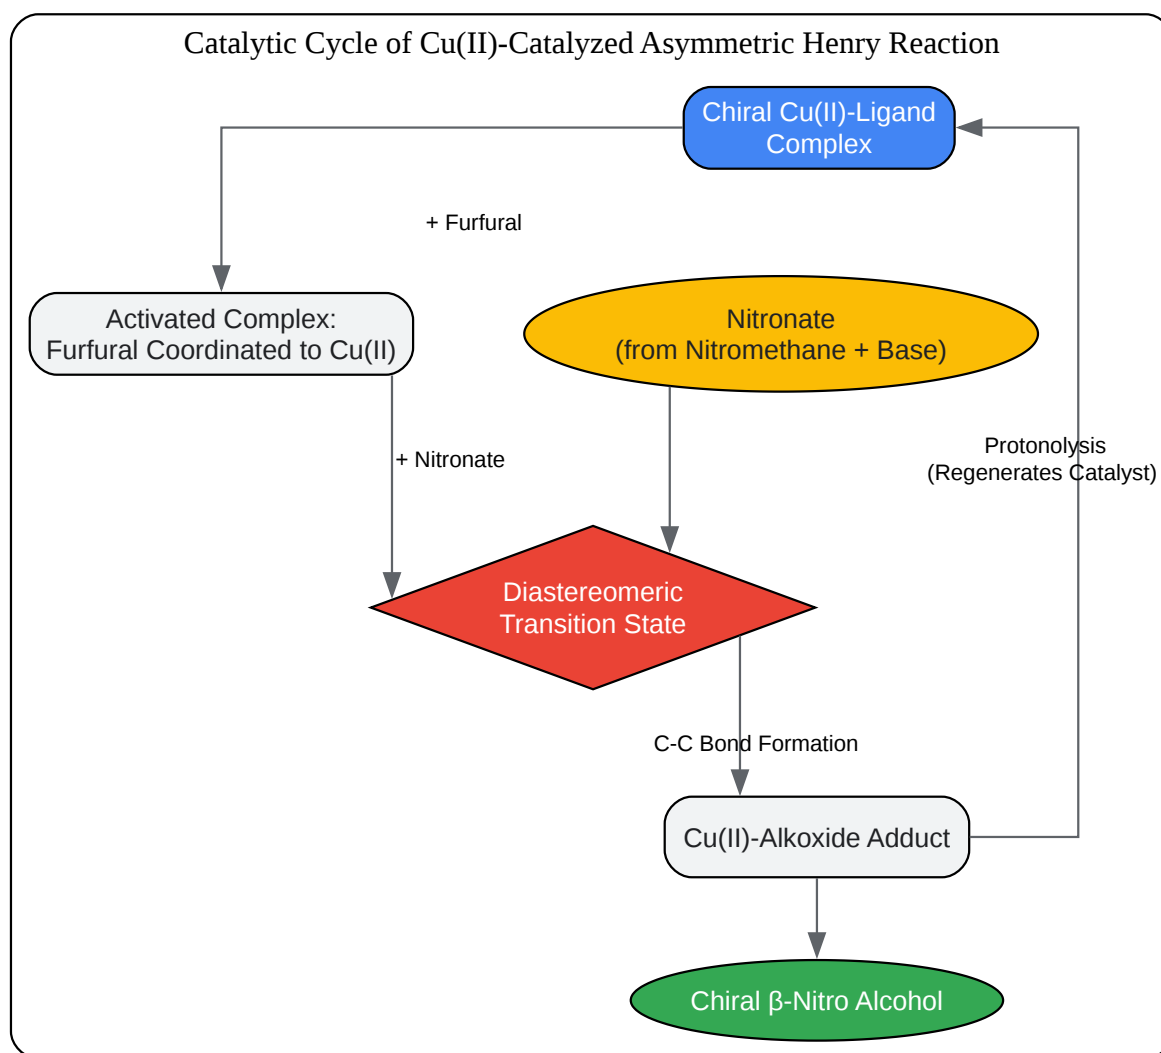 Catalytic Cycle of Cu(II)-Catalyzed Asymmetric Henry Reaction
Chiral Cu(II)-Ligand
Complex
+ Furfural
Activated Complex:
Furfural Coordinated to Cu(II)
Nitronate
(from Nitromethane + Base)
+ Nitronate
Protonolysis
(Regenerates Catalyst)
Diastereomeric
Transition State
C-C Bond Formation
Cu(II)-Alkoxide Adduct
Chiral β-Nitro Alcohol